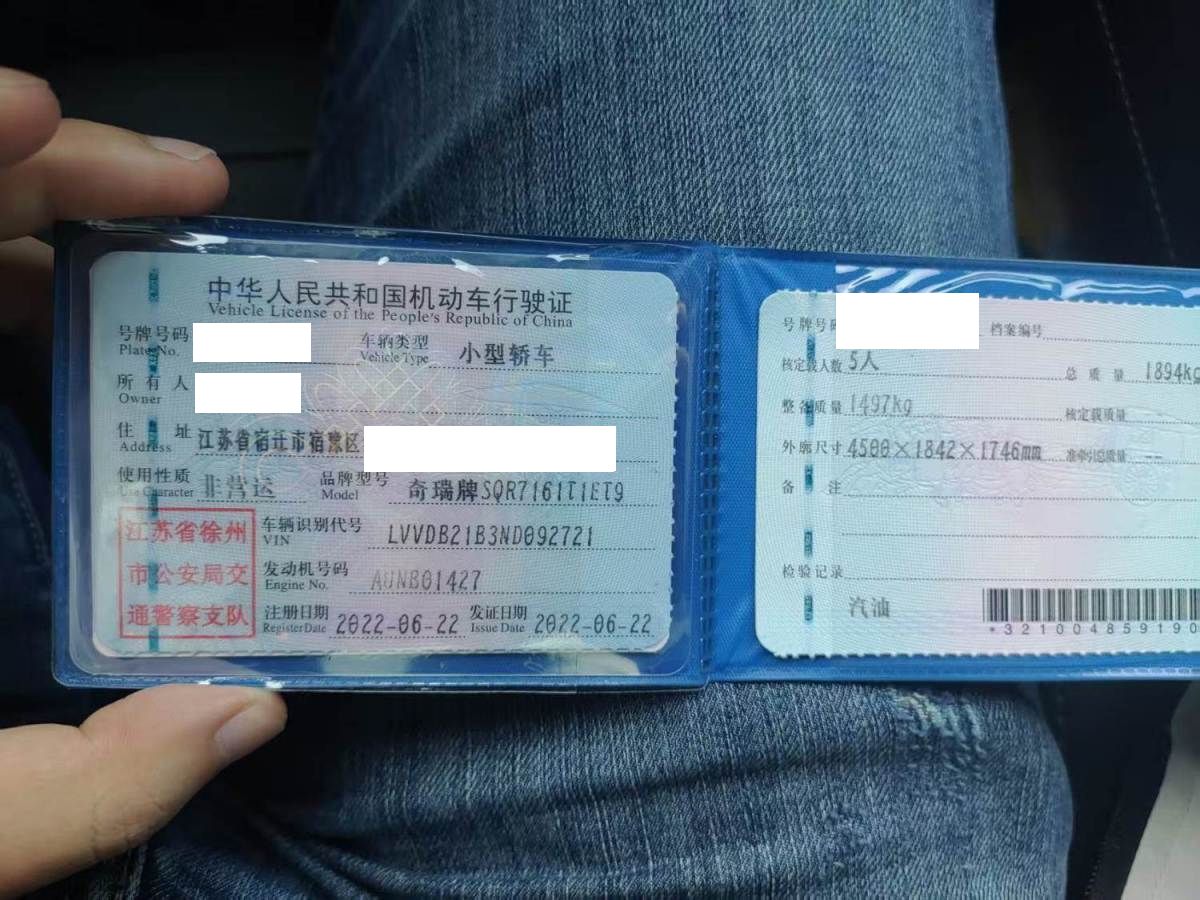 中华人民共和国机动车行驶证
Vehicle License of the People's Republic of China
号牌号码 车辆类型 小型轿车
Plate No. Vehicle Type
所有人
Owner
住址 江苏省宿迁市宿豫区
Address
使用性质 非营运 品牌型号 奇瑞牌SQR7161T1ET9
Use Character Model
车辆识别代号 LVVDB21B3ND092721
VIN
发动机号码 AUNB01427
Engine No.
注册日期 2022-06-22 发证日期 2022-06-22
Register Date Issue Date
江苏省徐州
市公安局交
通警察支队
号牌号码 档案编号
核定载人数 5人 总质量 1894kg
整备质量 1497kg 核定载质量 --
外廓尺寸 4500×1842×1746mm 准牵引总质量 --
备注
检验记录
汽油
*321004859190